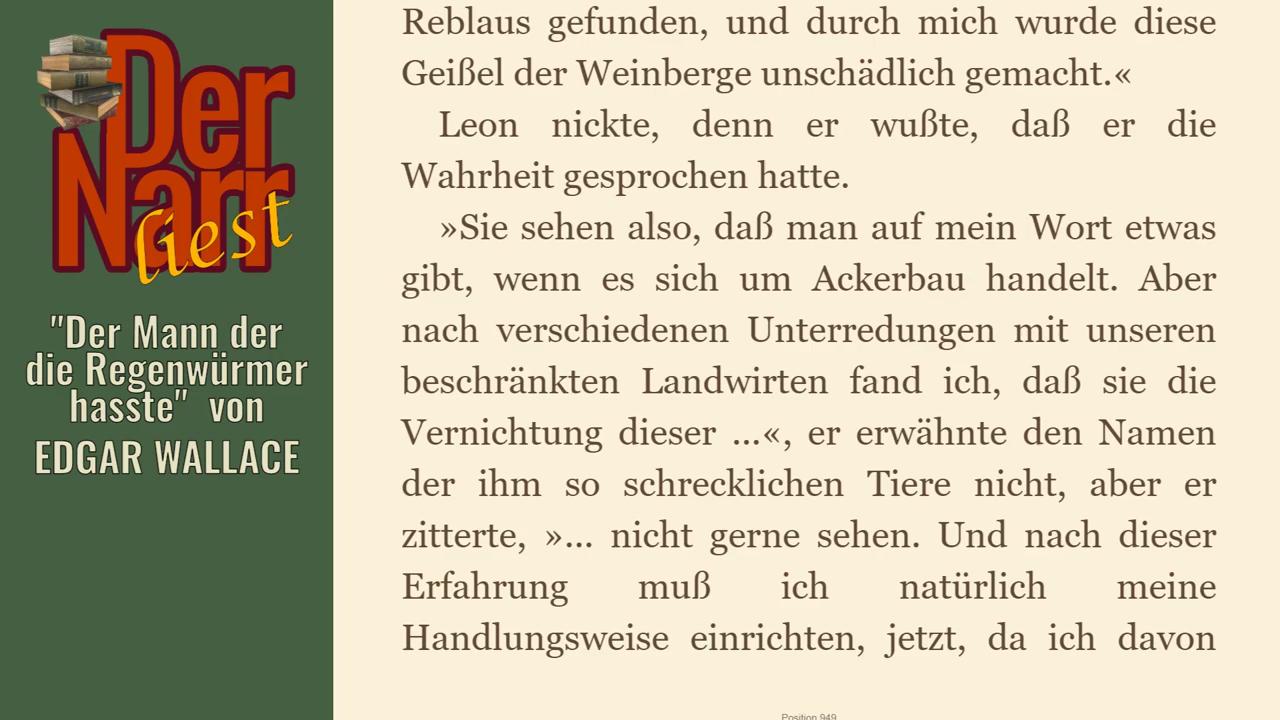 Der
Narr
liest
"Der Mann der
die Regenwürmer
hasste" von
EDGAR WALLACE
Reblaus gefunden, und durch mich wurde diese
Geißel der Weinberge unschädlich gemacht.«
Leon nickte, denn er wußte, daß er die
Wahrheit gesprochen hatte.
»Sie sehen also, daß man auf mein Wort etwas
gibt, wenn es sich um Ackerbau handelt. Aber
nach verschiedenen Unterredungen mit unseren
beschränkten Landwirten fand ich, daß sie die
Vernichtung dieser ...«, er erwähnte den Namen
der ihm so schrecklichen Tiere nicht, aber er
zitterte, »... nicht gerne sehen. Und nach dieser
Erfahrung muß ich natürlich meine
Handlungsweise einrichten, jetzt, da ich davon
Position 949